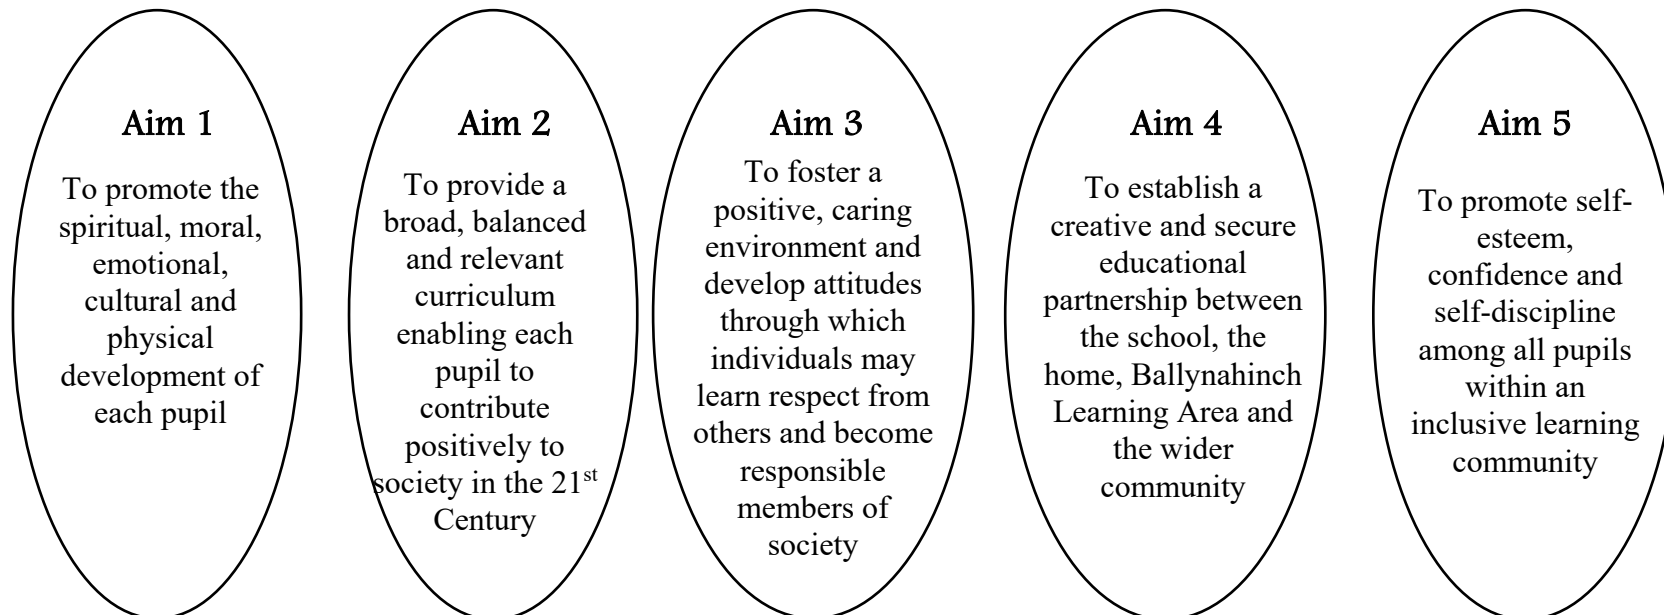 Aim 1
To promote the
spiritual, moral,
emotional,
cultural and
physical
development of
each pupil
Aim 2
To provide a
broad, balanced
and relevant
curriculum
enabling each
pupil to
contribute
positively to
society in the 21st
Century
Aim 3
To foster a
positive, caring
environment and
develop attitudes
through which
individuals may
learn respect from
others and become
responsible
members of
society
Aim 4
To establish a
creative and secure
educational
partnership between
the school, the
home, Ballynahinch
Learning Area and
the wider
community
Aim 5
To promote self-
esteem,
confidence and
self-discipline
among all pupils
within an
inclusive learning
community